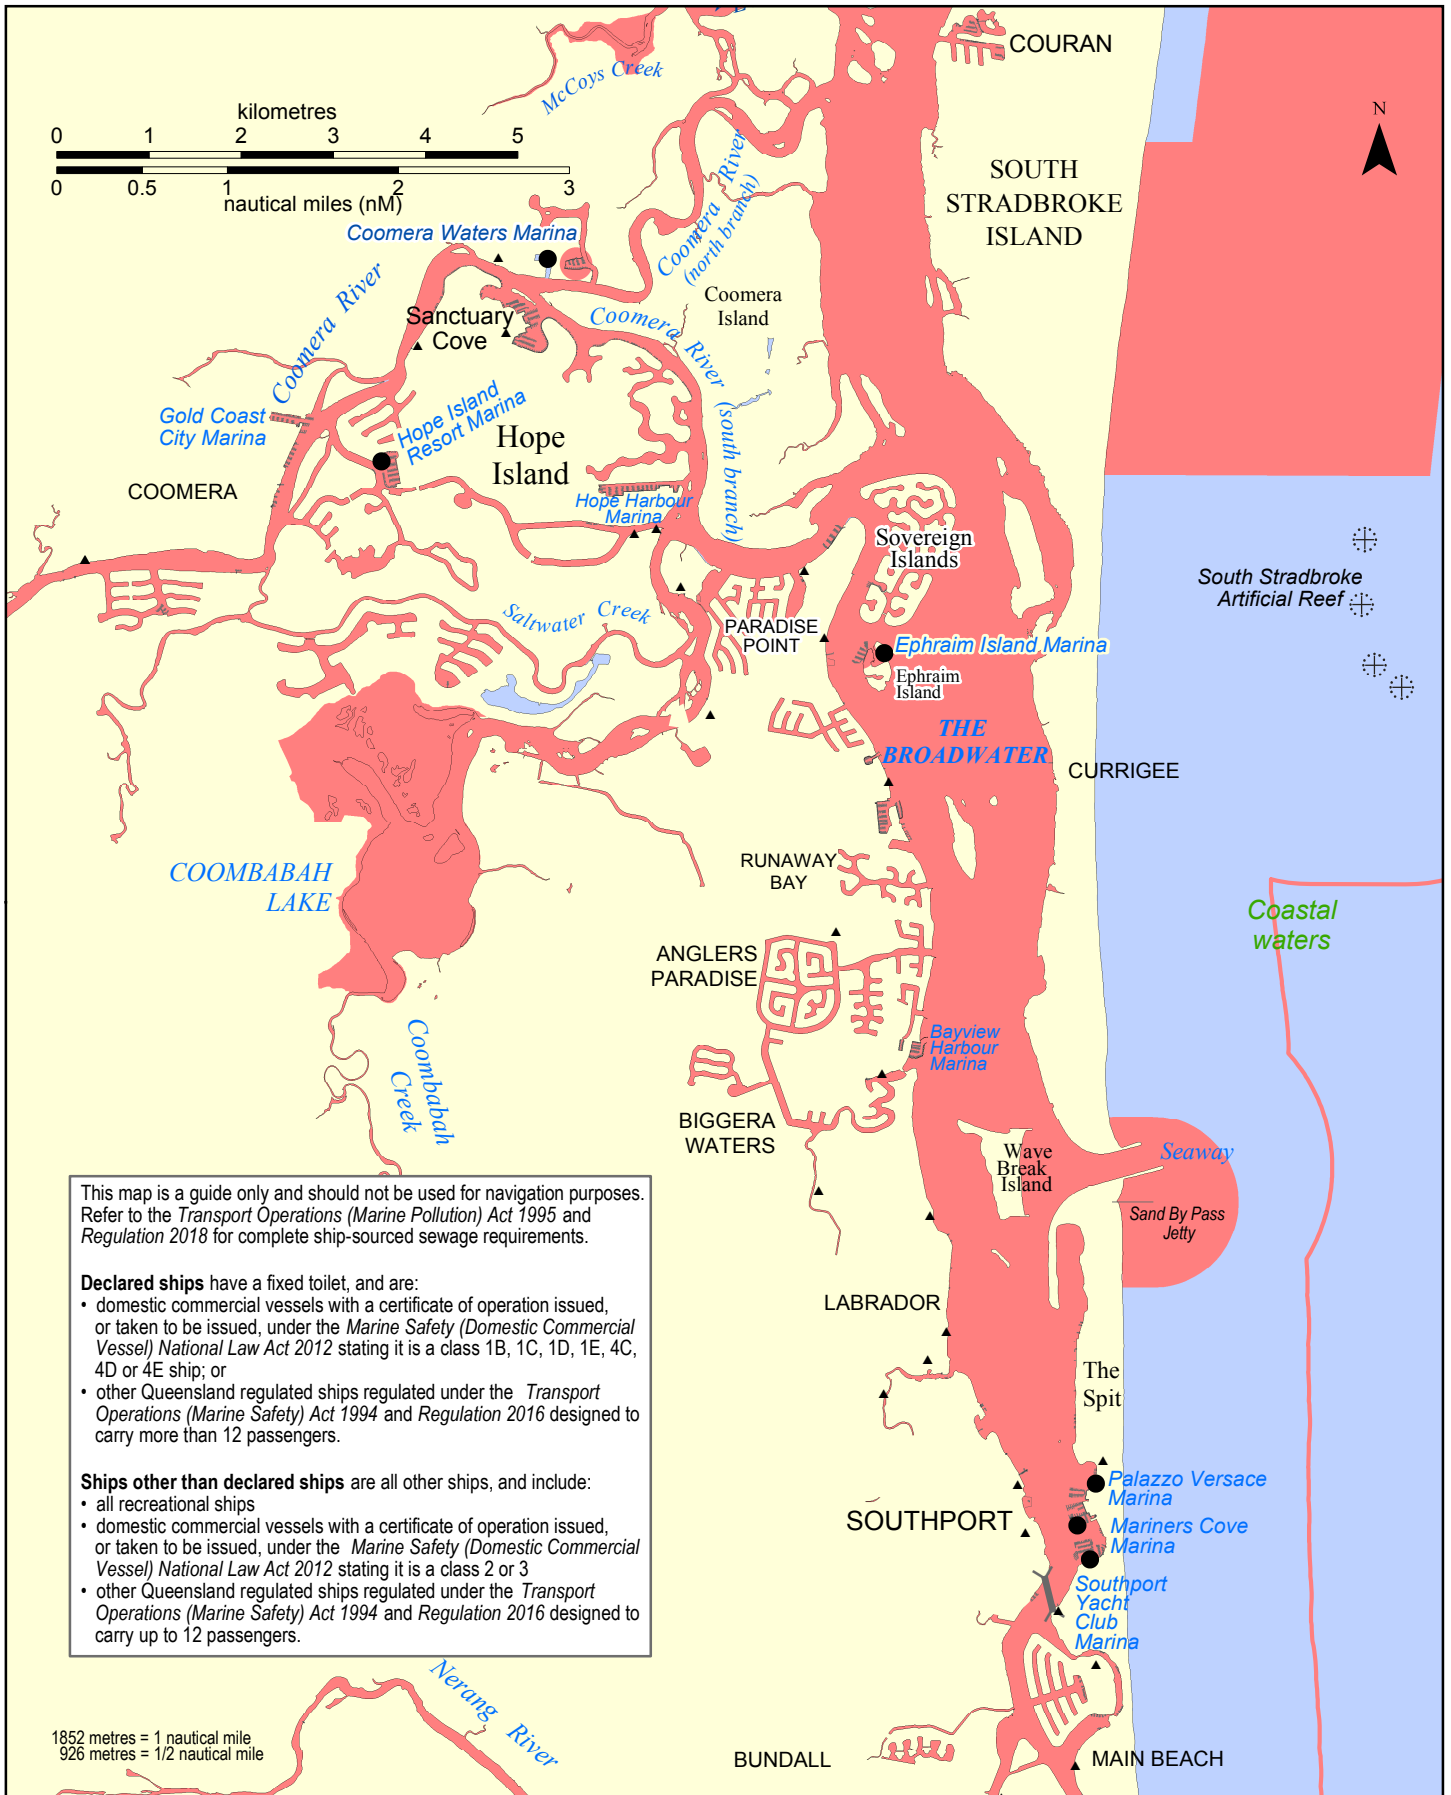 McCoys Creek
COURAN
kilometres
0 1 2 3 4 5
0 0.5 1 2 3
nautical miles (nM)
N
SOUTH
STRADBROKE
ISLAND
Coomera River
(north branch)
Coomera Waters Marina
Coomera River
Coomera
Island
Sanctuary
Cove
Coomera River (south branch)
Gold Coast
City Marina
Hope Island
Resort Marina
Hope
Island
COOMERA
Hope Harbour
Marina
Sovereign
Islands
South Stradbroke
Artificial Reef
Saltwater Creek
PARADISE
POINT
Ephraim Island Marina
Ephraim
Island
THE
BROADWATER
CURRIGEE
COOMBABAH
LAKE
RUNAWAY
BAY
Coastal
waters
ANGLERS
PARADISE
Coombabah
Creek
Bayview
Harbour
Marina
BIGGERA
WATERS
Wave
Break
Island
Seaway
Sand By Pass
Jetty
This map is a guide only and should not be used for navigation purposes.
Refer to the Transport Operations (Marine Pollution) Act 1995 and
Regulation 2018 for complete ship-sourced sewage requirements.
Declared ships have a fixed toilet, and are:
• domestic commercial vessels with a certificate of operation issued,
or taken to be issued, under the Marine Safety (Domestic Commercial
Vessel) National Law Act 2012 stating it is a class 1B, 1C, 1D, 1E, 4C,
4D or 4E ship; or
• other Queensland regulated ships regulated under the Transport
Operations (Marine Safety) Act 1994 and Regulation 2016 designed to
carry more than 12 passengers.
Ships other than declared ships are all other ships, and include:
• all recreational ships
• domestic commercial vessels with a certificate of operation issued,
or taken to be issued, under the Marine Safety (Domestic Commercial
Vessel) National Law Act 2012 stating it is a class 2 or 3
• other Queensland regulated ships regulated under the Transport
Operations (Marine Safety) Act 1994 and Regulation 2016 designed to
carry up to 12 passengers.
LABRADOR
The
Spit
Palazzo Versace
Marina
SOUTHPORT
Mariners Cove
Marina
Southport
Yacht
Club
Marina
Nerang River
1852 metres = 1 nautical mile
926 metres = 1/2 nautical mile
BUNDALL
MAIN BEACH